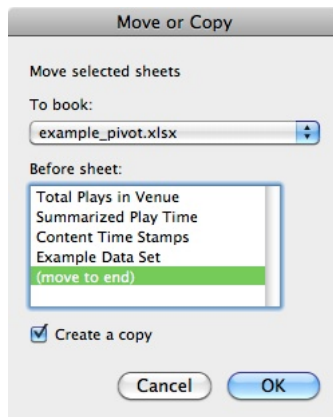 Move or Copy
Move selected sheets
To book:
example_pivot.xlsx
Before sheet:
Total Plays in Venue
Summarized Play Time
Content Time Stamps
Example Data Set
(move to end)
Create a copy
Cancel OK